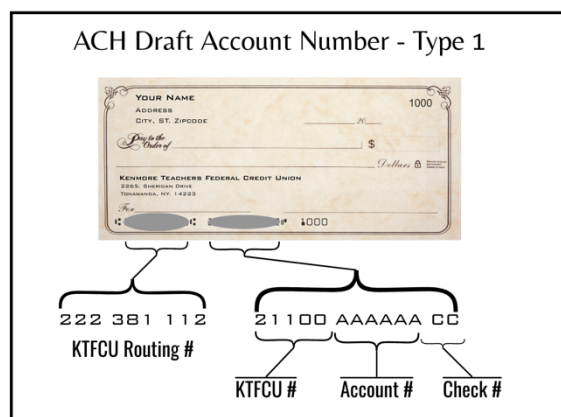 ACH Draft Account Number - Type 1
YOUR NAME
1000
ADDRESS
CITY, ST. ZIPCODE
20
Pay to the
Order of
$
Dollars
KENMORE TEACHERS FEDERAL CREDIT UNION
2265. SHERIDAN DRIVE
TONAWANDA, NY. 14223
For
1000
222 381 112
21100 AAAAAA CC
KTFCU Routing #
KTFCU #
Account #
Check #